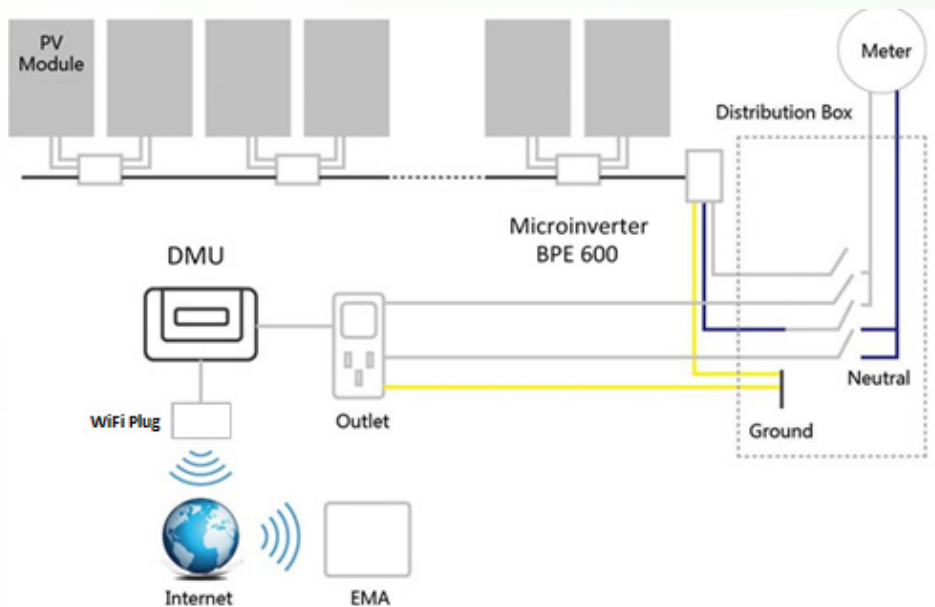 PV
Module
Meter
Distribution Box
Microinverter
BPE 600
DMU
Neutral
WiFi Plug
Outlet
Ground
Internet
EMA